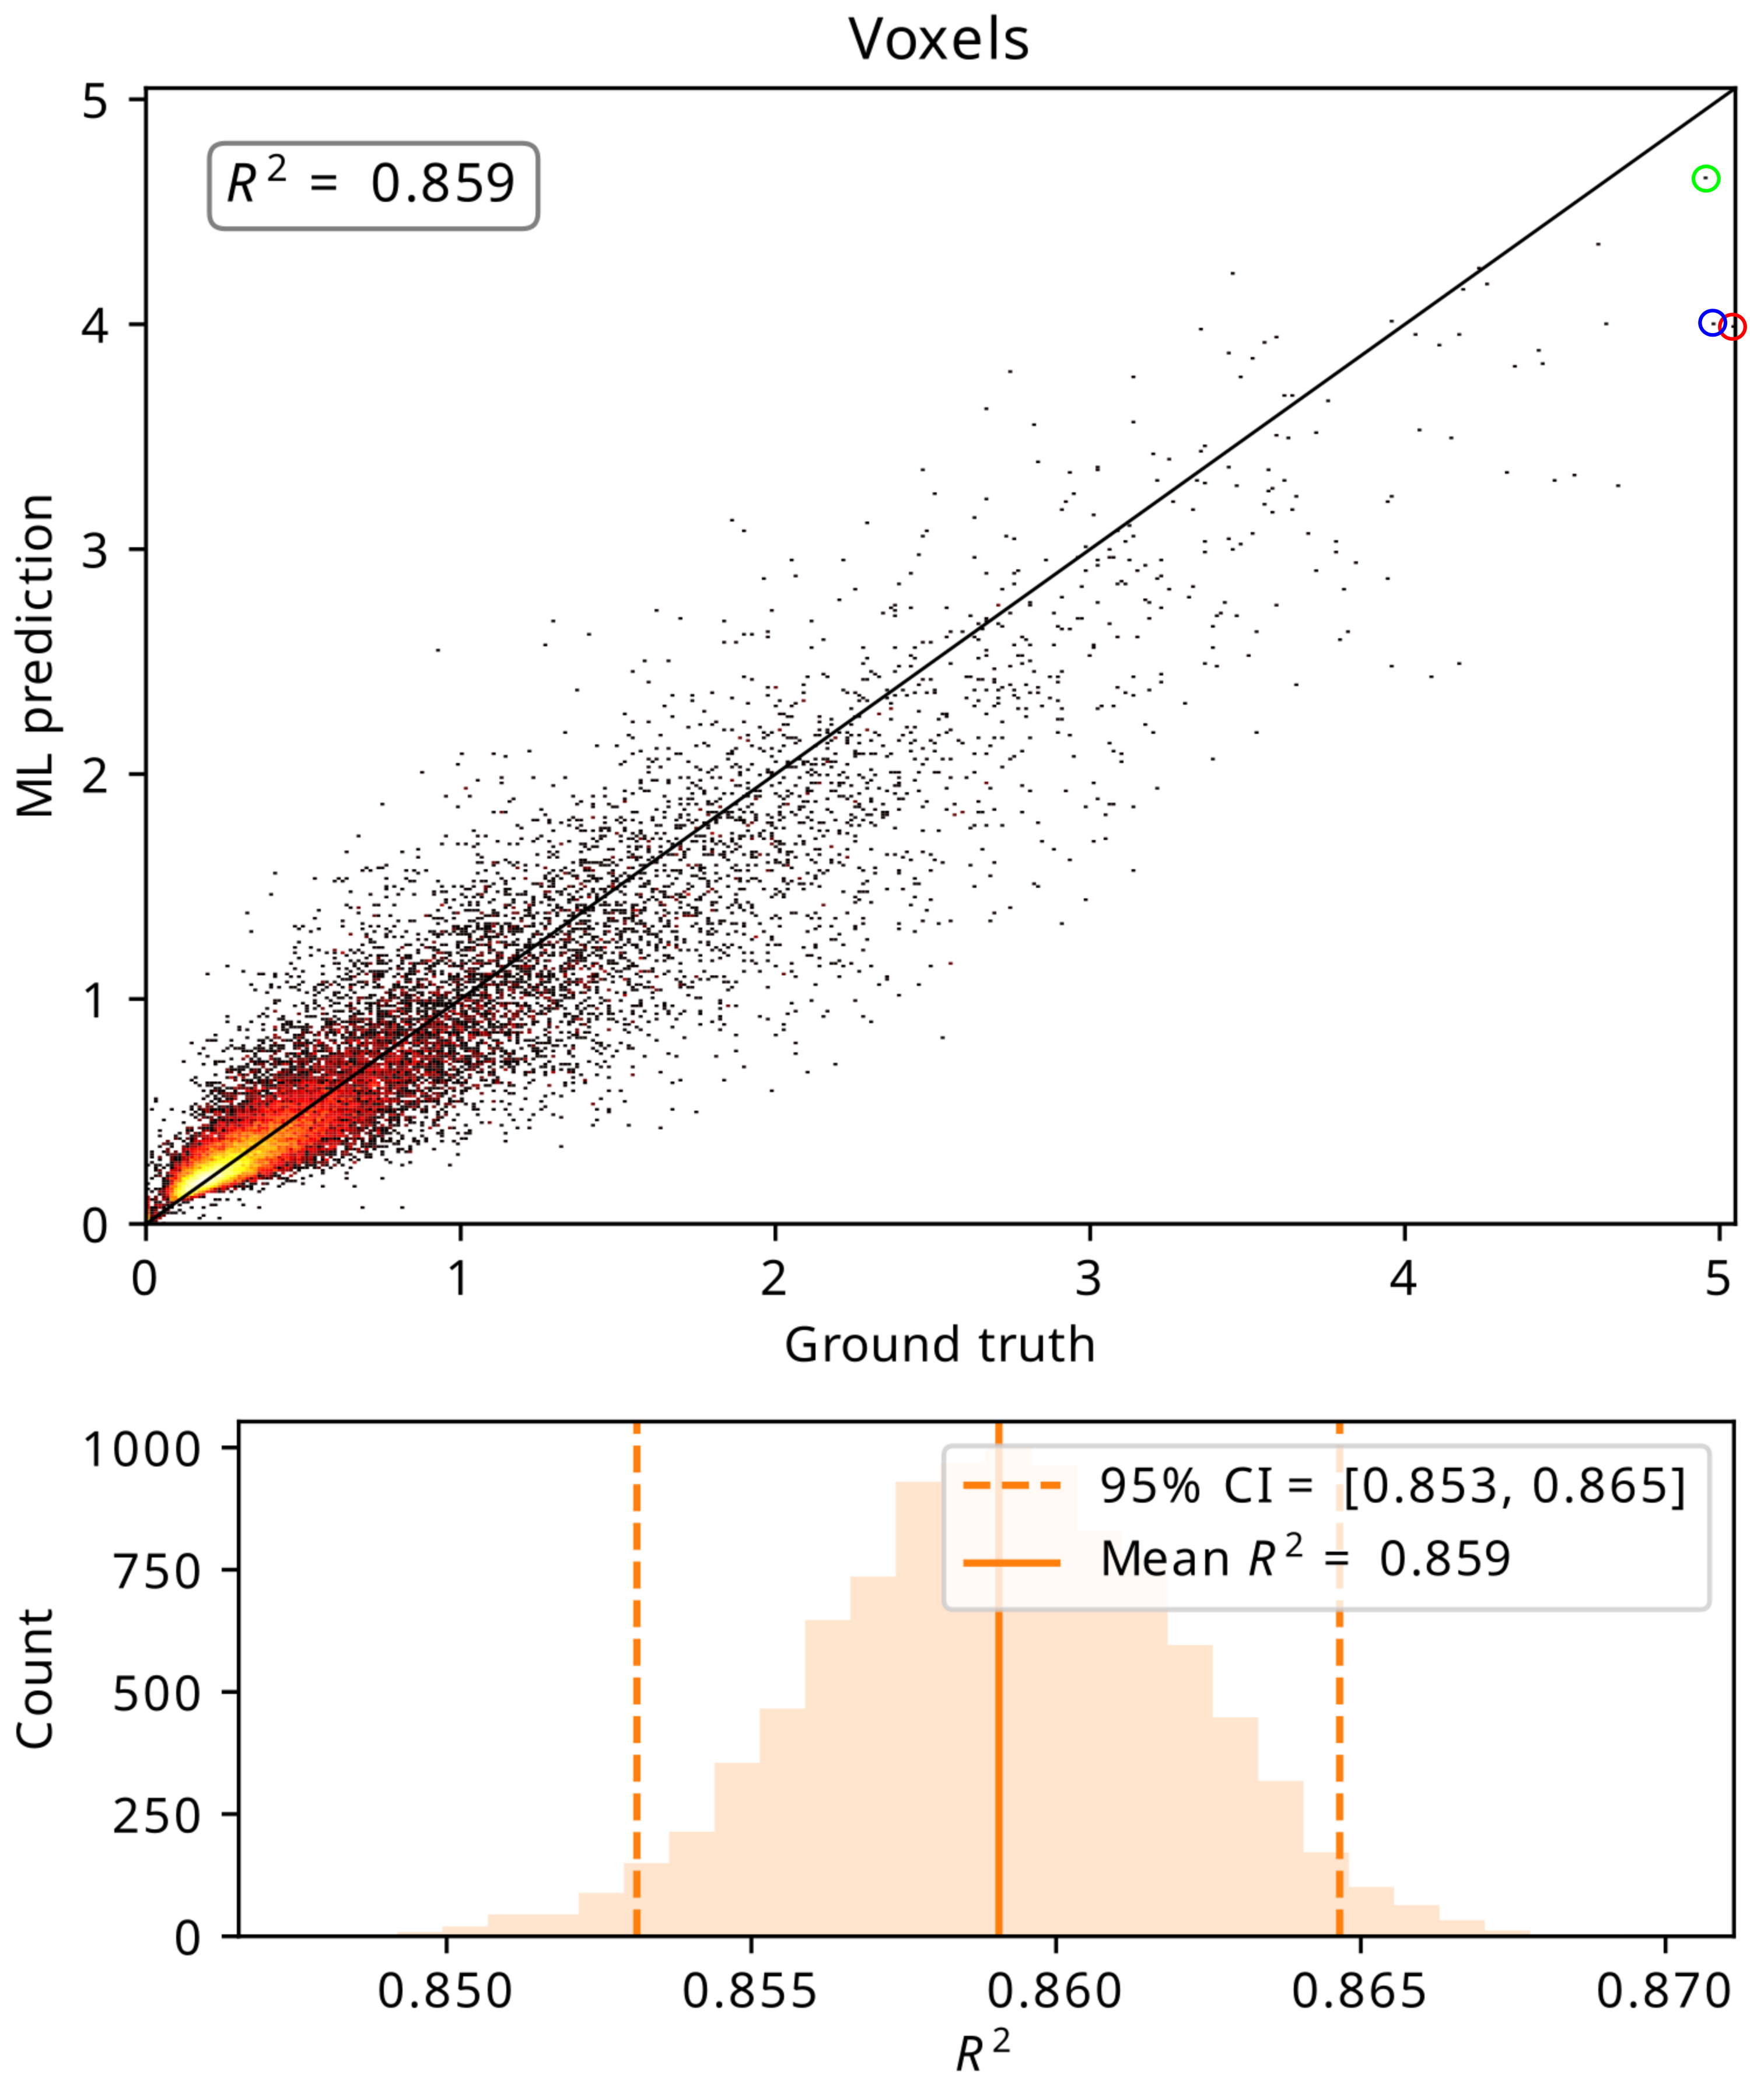 Voxels
5
R² = 0.859
4
3
2
1
0
ML prediction
0 1 2 3 4 5
Ground truth
1000
750
500
250
0
Count
95% CI = [0.853, 0.865]
Mean R² = 0.859
0.850 0.855 0.860 0.865 0.870
R²